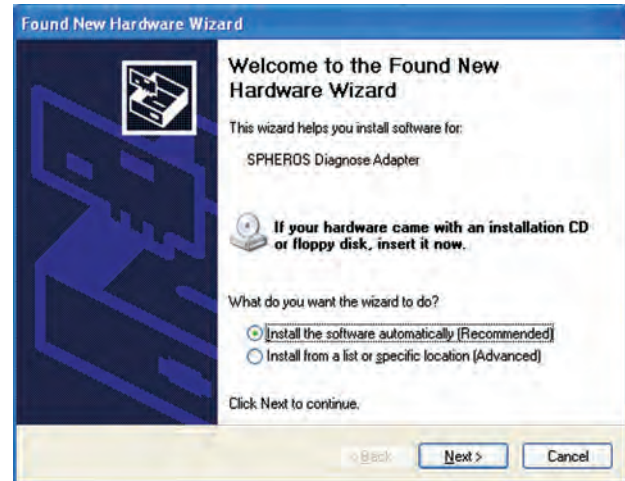 Found New Hardware Wizard
Welcome to the Found New
Hardware Wizard
This wizard helps you install software for:
SPHEROS Diagnose Adapter
If your hardware came with an installation CD
or floppy disk, insert it now.
What do you want the wizard to do?
Install the software automatically (Recommended)
Install from a list or specific location (Advanced)
Click Next to continue.
< Back Next > Cancel